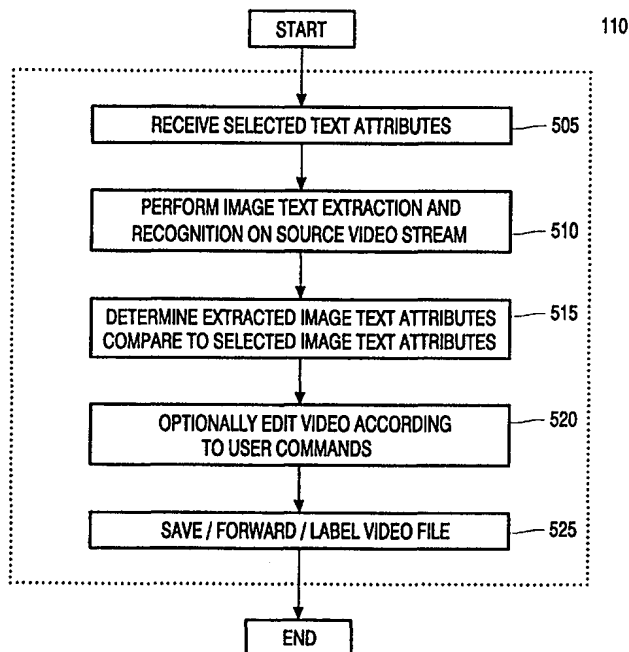 START
110
RECEIVE SELECTED TEXT ATTRIBUTES
505
PERFORM IMAGE TEXT EXTRACTION AND
RECOGNITION ON SOURCE VIDEO STREAM
510
DETERMINE EXTRACTED IMAGE TEXT ATTRIBUTES
COMPARE TO SELECTED IMAGE TEXT ATTRIBUTES
515
OPTIONALLY EDIT VIDEO ACCORDING
TO USER COMMANDS
520
SAVE / FORWARD / LABEL VIDEO FILE
525
END